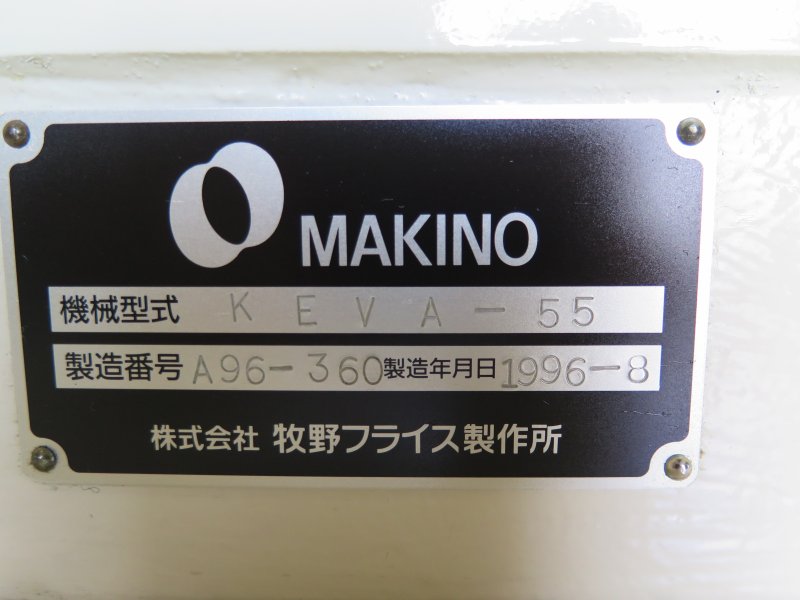 MAKINO
機械型式 KEVA-55
製造番号 A96-360 製造年月日 1996-8
株式会社 牧野フライス製作所